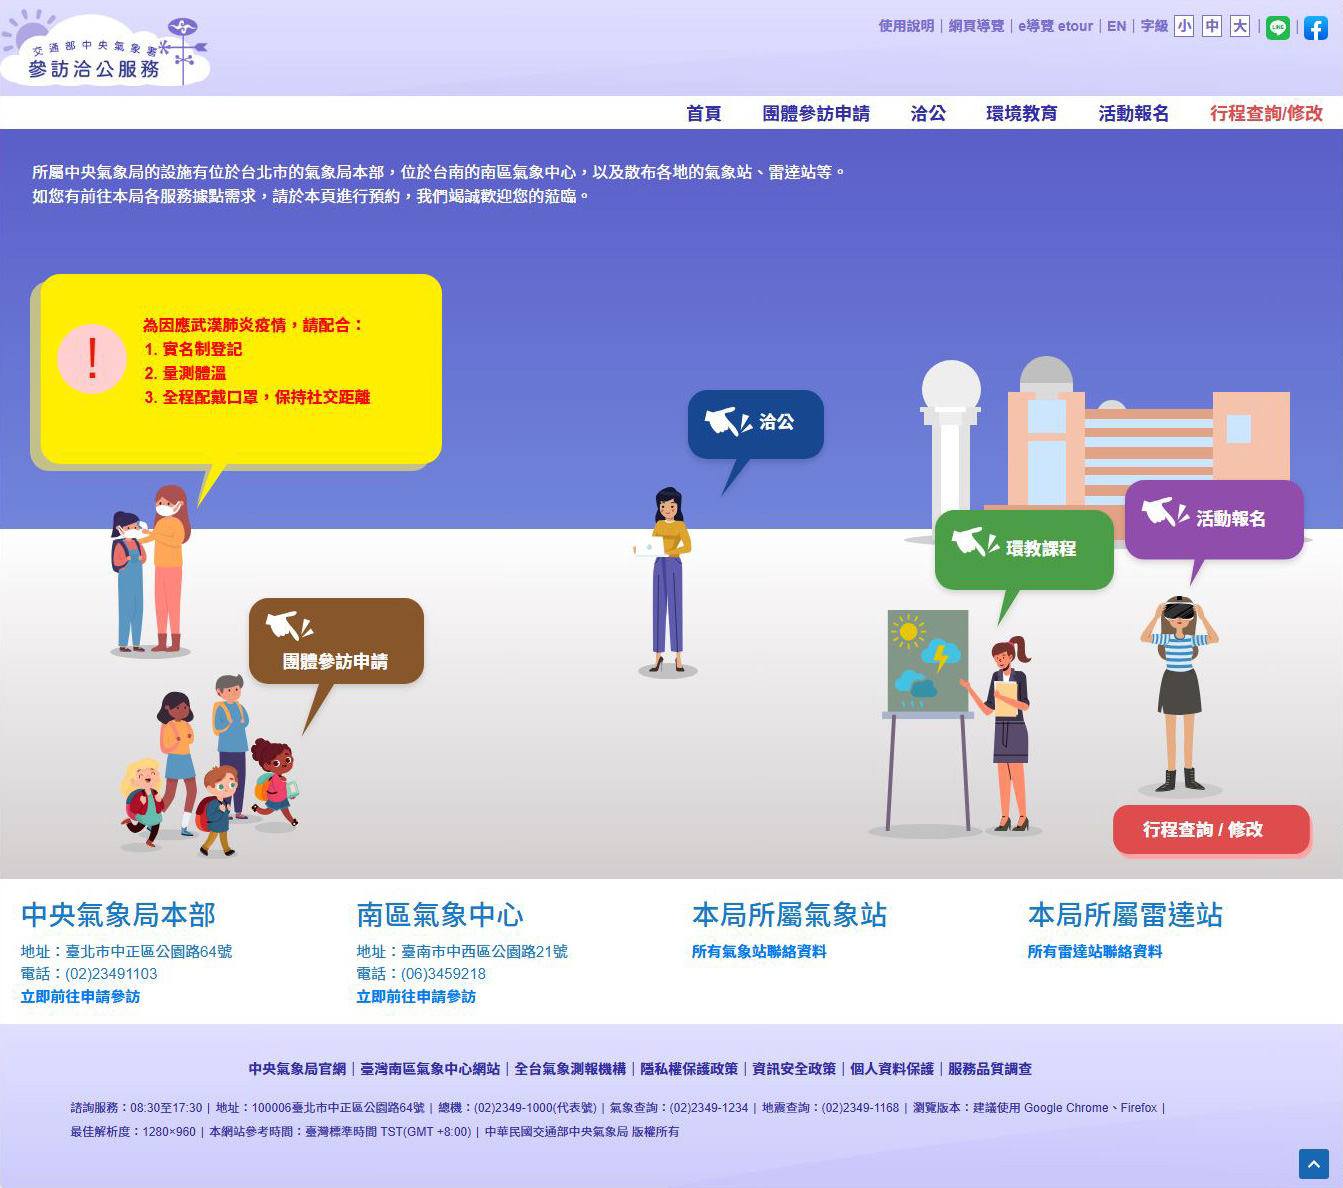 交通部中央氣象署
參訪洽公服務
使用說明 | 網頁導覽 | e導覽 etour | EN | 字級 小 中 大 | LINE |
首頁 團體參訪申請 洽公 環境教育 活動報名 行程查詢/修改
所屬中央氣象局的設施有位於台北市的氣象局本部，位於台南的南區氣象中心，以及散布各地的氣象站、雷達站等。
如您有前往本局各服務據點需求，請於本頁進行預約，我們竭誠歡迎您的蒞臨。
為因應武漢肺炎疫情，請配合：
!
1. 實名制登記
2. 量測體溫
3. 全程配戴口罩，保持社交距離
洽公
活動報名
環教課程
團體參訪申請
行程查詢 / 修改
中央氣象局本部
地址：臺北市中正區公園路64號
電話：(02)23491103
立即前往申請參訪
南區氣象中心
地址：臺南市中西區公園路21號
電話：(06)3459218
立即前往申請參訪
本局所屬氣象站
所有氣象站聯絡資料
本局所屬雷達站
所有雷達站聯絡資料
中央氣象局官網 | 臺灣南區氣象中心網站 | 全台氣象測報機構 | 隱私權保護政策 | 資訊安全政策 | 個人資料保護 | 服務品質調查
諮詢服務：08:30至17:30 | 地址：100006臺北市中正區公園路64號 | 總機：(02)2349-1000(代表號) | 氣象查詢：(02)2349-1234 | 地震查詢：(02)2349-1168 | 瀏覽版本：建議使用 Google Chrome、Firefox |
最佳解析度：1280×960 | 本網站參考時間：臺灣標準時間 TST(GMT +8:00) | 中華民國交通部中央氣象局 版權所有